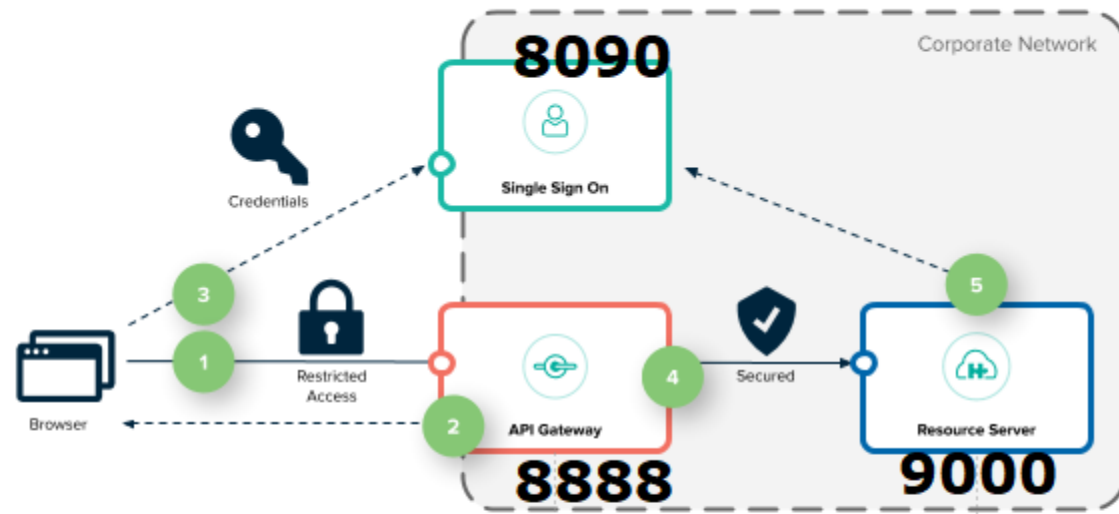 Corporate Network
8090
Single Sign On
Credentials
3
5
1
Restricted
Access
4
Secured
Browser
2
API Gateway
Resource Server
8888
9000